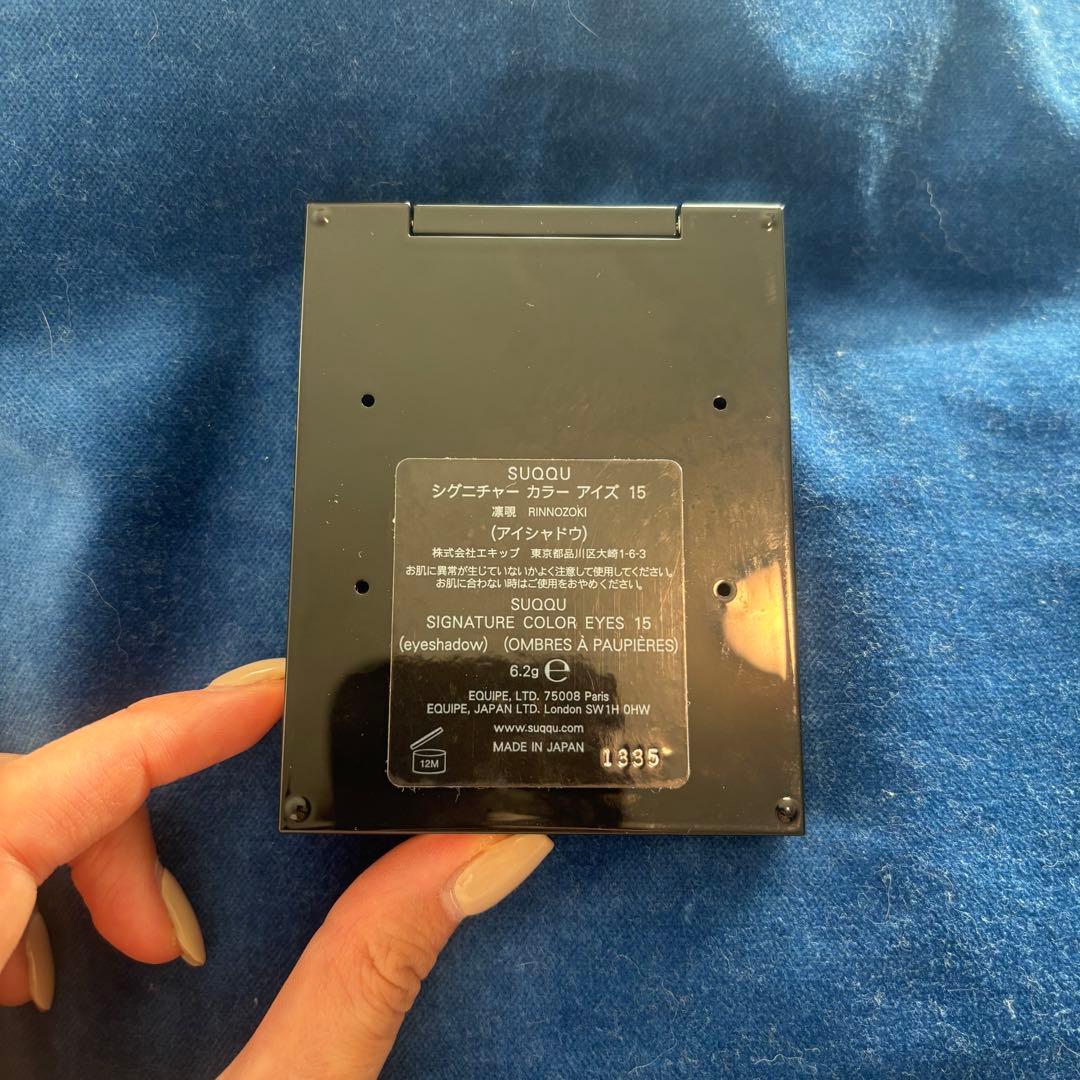 SUQQU
シグニチャー カラー アイズ 15
凛覗 RINNOZOKI
(アイシャドウ)
株式会社エキップ 東京都品川区大崎1-6-3
お肌に異常が生じていないかよく注意して使用してください。
お肌に合わない時はご使用をおやめください。
SUQQU
SIGNATURE COLOR EYES 15
(eyeshadow) (OMBRES À PAUPIÈRES)
6.2g ℮
EQUIPE, LTD. 75008 Paris
EQUIPE, JAPAN LTD. London SW1H 0HW
www.suqqu.com
MADE IN JAPAN
1335
12M